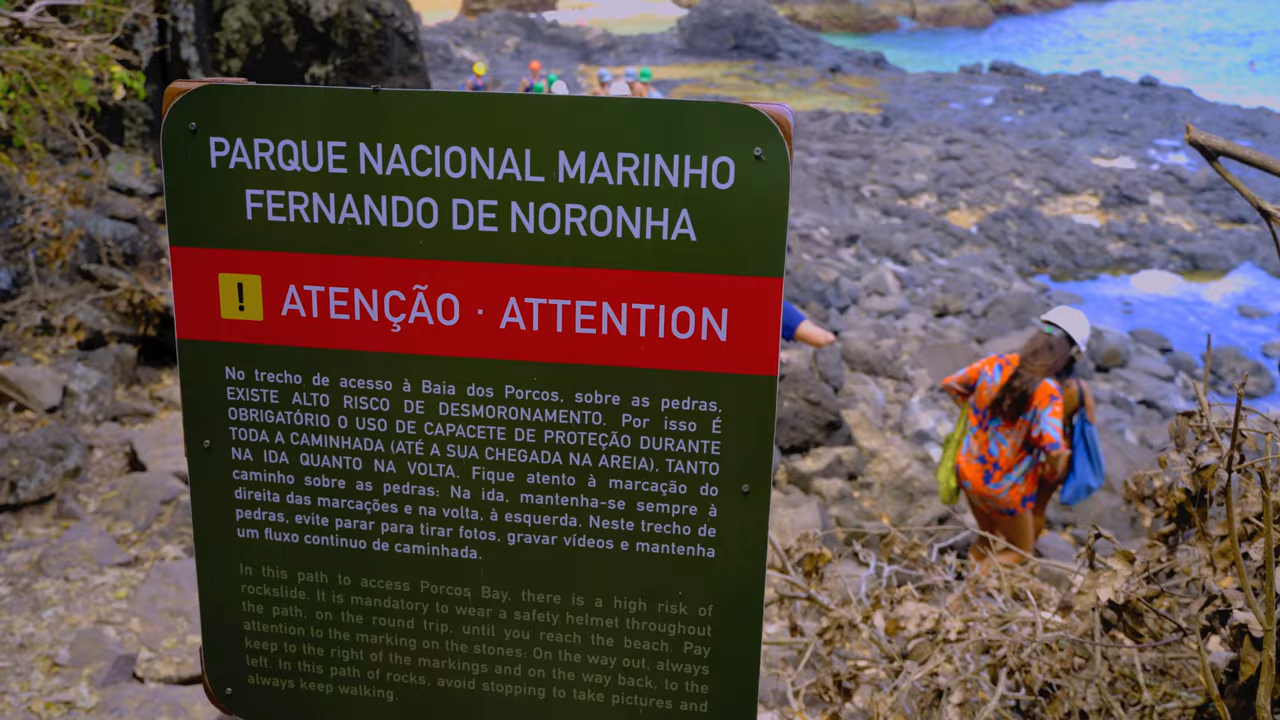 PARQUE NACIONAL MARINHO
FERNANDO DE NORONHA
! ATENÇÃO · ATTENTION
No trecho de acesso à Baia dos Porcos, sobre as pedras,
EXISTE ALTO RISCO DE DESMORONAMENTO. Por isso É
OBRIGATÓRIO O USO DE CAPACETE DE PROTEÇÃO DURANTE
TODA A CAMINHADA (ATÉ A SUA CHEGADA NA AREIA), TANTO
NA IDA QUANTO NA VOLTA. Fique atento à marcação do
caminho sobre as pedras: Na ida, mantenha-se sempre à
direita das marcações e na volta, à esquerda. Neste trecho de
pedras, evite parar para tirar fotos, gravar vídeos e mantenha
um fluxo continuo de caminhada.
In this path to access Porcos Bay, there is a high risk of
rockslide. It is mandatory to wear a safety helmet throughout
the path, on the round trip, until you reach the beach. Pay
attention to the marking on the stones: On the way out, always
keep to the right of the markings and on the way back, to the
left. In this path of rocks, avoid stopping to take pictures and
always keep walking.